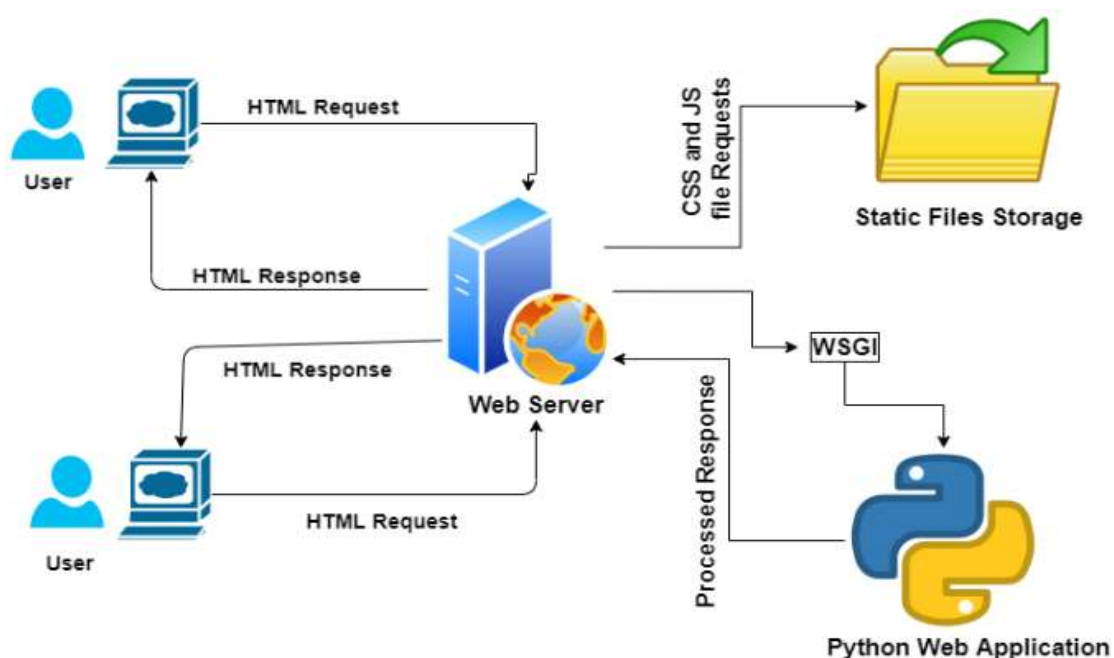 HTML Request
User
HTML Response
HTML Response
Web Server
User
HTML Request
CSS and JS
file Requests
Static Files Storage
WSGI
Processed Response
Python Web Application